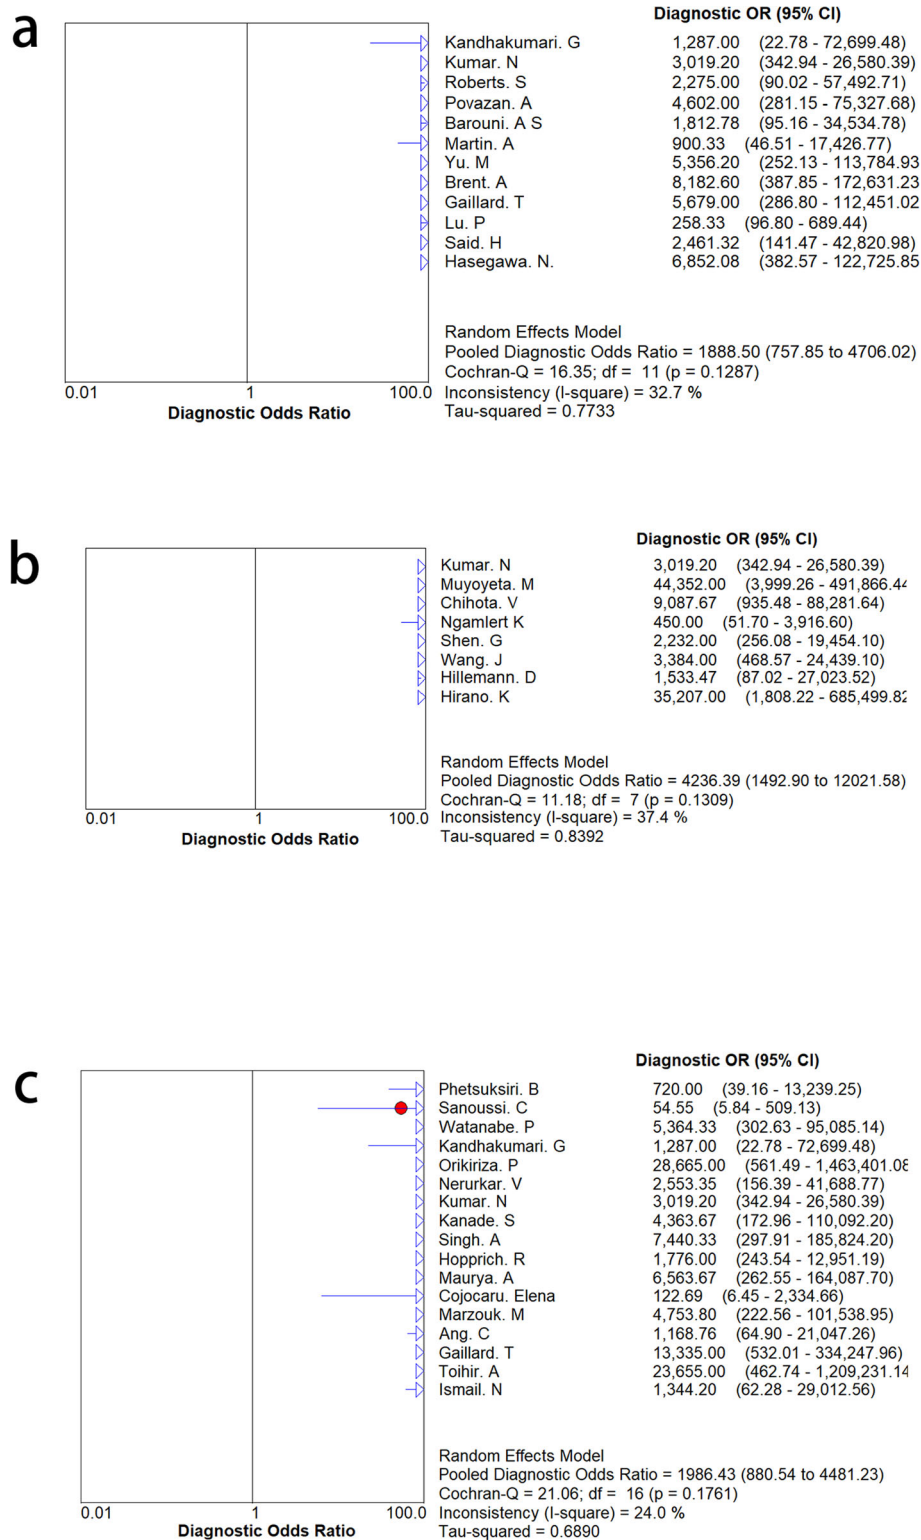 a
Diagnostic OR (95% CI)
Kandhakumari. G 1,287.00 (22.78 - 72,699.48)
Kumar. N 3,019.20 (342.94 - 26,580.39)
Roberts. S 2,275.00 (90.02 - 57,492.71)
Povazan. A 4,602.00 (281.15 - 75,327.68)
Barouni. A S 1,812.78 (95.16 - 34,534.78)
Martin. A 900.33 (46.51 - 17,426.77)
Yu. M 5,356.20 (252.13 - 113,784.93
Brent. A 8,182.60 (387.85 - 172,631.23
Gaillard. T 5,679.00 (286.80 - 112,451.02
Lu. P 258.33 (96.80 - 689.44)
Said. H 2,461.32 (141.47 - 42,820.98)
Hasegawa. N. 6,852.08 (382.57 - 122,725.85
Random Effects Model
Pooled Diagnostic Odds Ratio = 1888.50 (757.85 to 4706.02)
Cochran-Q = 16.35; df = 11 (p = 0.1287)
Inconsistency (I-square) = 32.7 %
Tau-squared = 0.7733
0.01 1 100.0
Diagnostic Odds Ratio
b
Diagnostic OR (95% CI)
Kumar. N 3,019.20 (342.94 - 26,580.39)
Muyoyeta. M 44,352.00 (3,999.26 - 491,866.44
Chihota. V 9,087.67 (935.48 - 88,281.64)
Ngamlert K 450.00 (51.70 - 3,916.60)
Shen. G 2,232.00 (256.08 - 19,454.10)
Wang. J 3,384.00 (468.57 - 24,439.10)
Hillemann. D 1,533.47 (87.02 - 27,023.52)
Hirano. K 35,207.00 (1,808.22 - 685,499.82
Random Effects Model
Pooled Diagnostic Odds Ratio = 4236.39 (1492.90 to 12021.58)
Cochran-Q = 11.18; df = 7 (p = 0.1309)
Inconsistency (I-square) = 37.4 %
Tau-squared = 0.8392
0.01 1 100.0
Diagnostic Odds Ratio
c
Diagnostic OR (95% CI)
Phetsuksiri. B 720.00 (39.16 - 13,239.25)
Sanoussi. C 54.55 (5.84 - 509.13)
Watanabe. P 5,364.33 (302.63 - 95,085.14)
Kandhakumari. G 1,287.00 (22.78 - 72,699.48)
Orikiriza. P 28,665.00 (561.49 - 1,463,401.08
Nerurkar. V 2,553.35 (156.39 - 41,688.77)
Kumar. N 3,019.20 (342.94 - 26,580.39)
Kanade. S 4,363.67 (172.96 - 110,092.20)
Singh. A 7,440.33 (297.91 - 185,824.20)
Hopprich. R 1,776.00 (243.54 - 12,951.19)
Maurya. A 6,563.67 (262.55 - 164,087.70)
Cojocaru. Elena 122.69 (6.45 - 2,334.66)
Marzouk. M 4,753.80 (222.56 - 101,538.95)
Ang. C 1,168.76 (64.90 - 21,047.26)
Gaillard. T 13,335.00 (532.01 - 334,247.96)
Toihir. A 23,655.00 (462.74 - 1,209,231.14
Ismail. N 1,344.20 (62.28 - 29,012.56)
Random Effects Model
Pooled Diagnostic Odds Ratio = 1986.43 (880.54 to 4481.23)
Cochran-Q = 21.06; df = 16 (p = 0.1761)
Inconsistency (I-square) = 24.0 %
Tau-squared = 0.6890
0.01 1 100.0
Diagnostic Odds Ratio